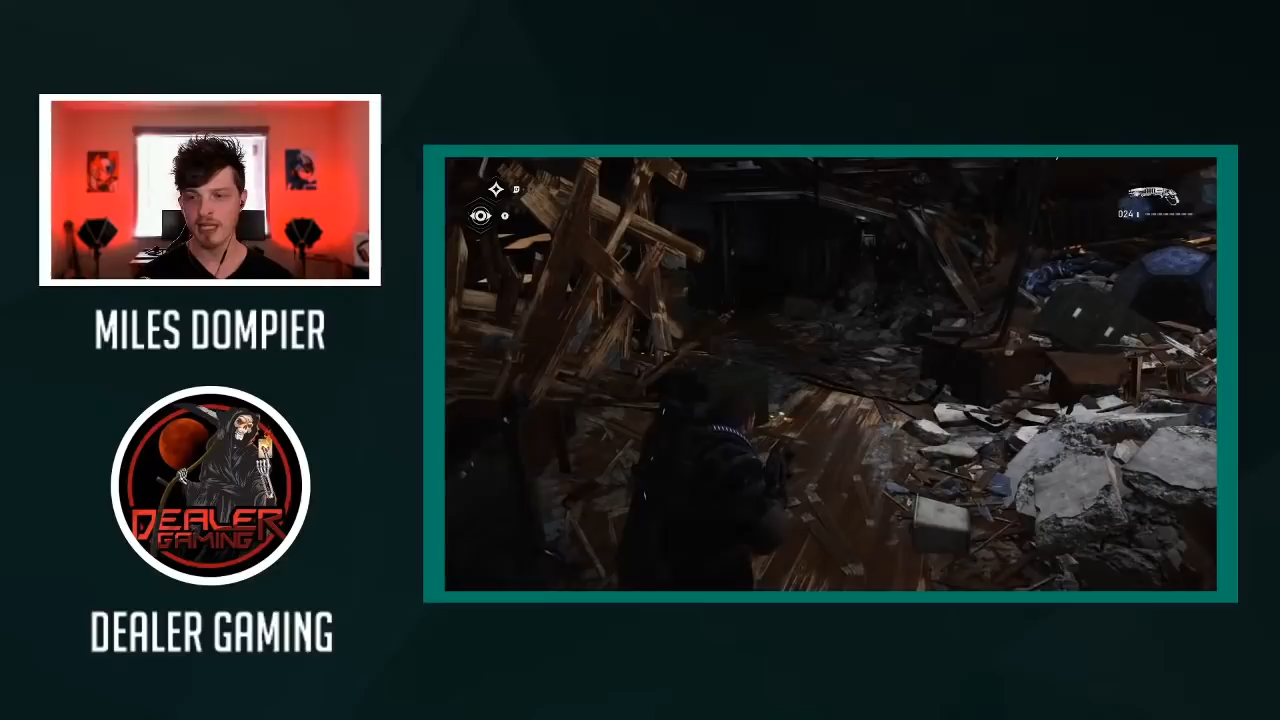 MILES DOMPIER
DEALER
GAMING
DEALER GAMING
024